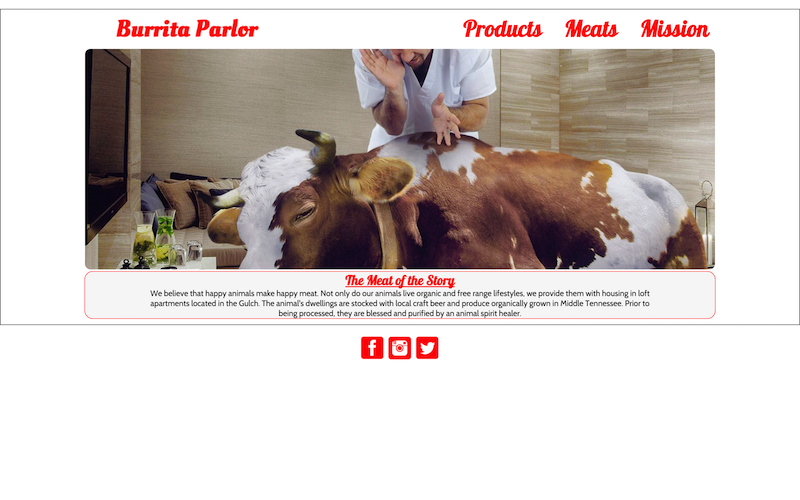 Burrita Parlor
Products Meats Mission
The Meat of the Story
We believe that happy animals make happy meat. Not only do our animals live organic and free range lifestyles, we provide them with housing in loft
apartments located in the Gulch. The animal's dwellings are stocked with local craft beer and produce organically grown in Middle Tennessee. Prior to
being processed, they are blessed and purified by an animal spirit healer.